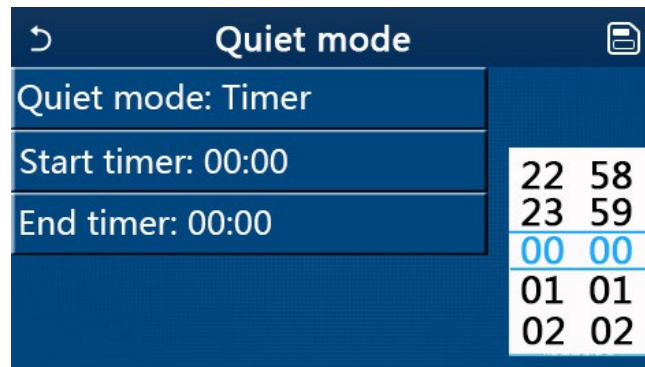 Quiet mode
Quiet mode: Timer
Start timer: 00:00
End timer: 00:00
22 58
23 59
00 00
01 01
02 02